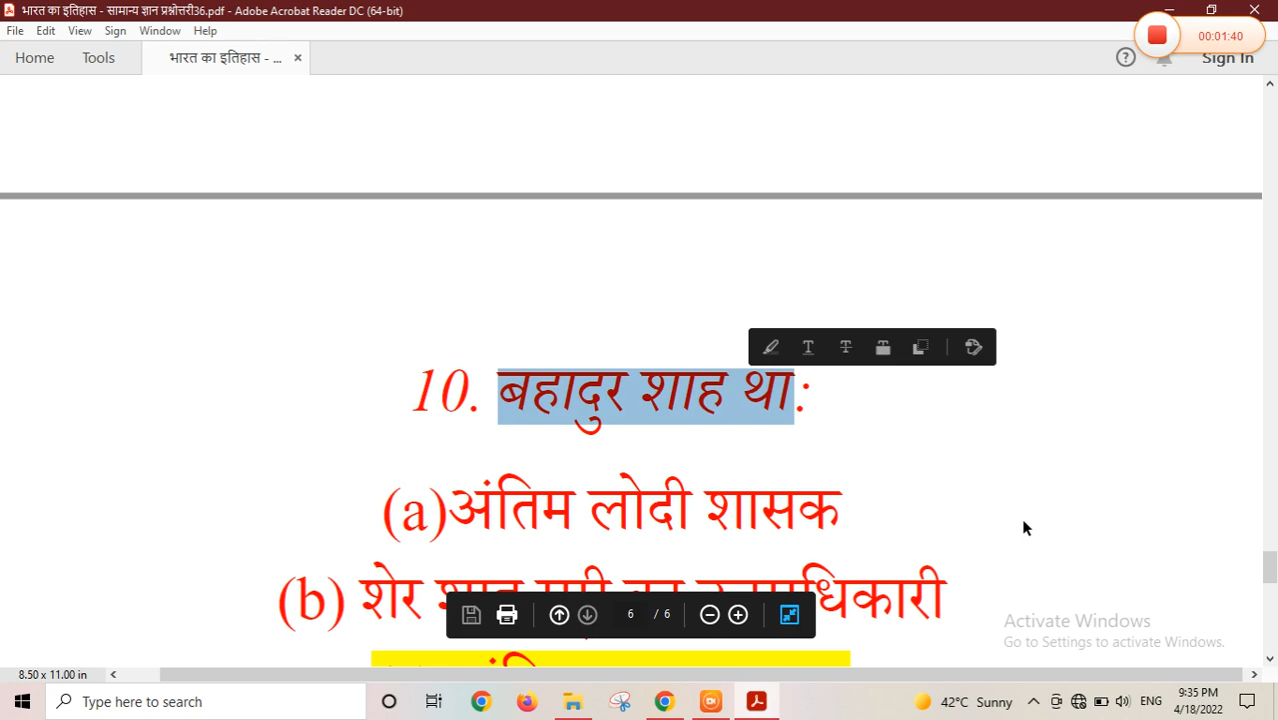 भारत का इतिहास - सामान्य ज्ञान प्रश्नोत्तरी36.pdf - Adobe Acrobat Reader DC (64-bit)
File Edit View Sign Window Help
00:01:40
Home Tools भारत का इतिहास - ... × Sign In
10. बहादुर शाह था:
(a)अंतिम लोदी शासक
(b) शेर उत्तराधिकारी
6 / 6
Activate Windows
Go to Settings to activate Windows.
8.50 x 11.00 in
Type here to search
42°C Sunny
ENG
9:35 PM
4/18/2022